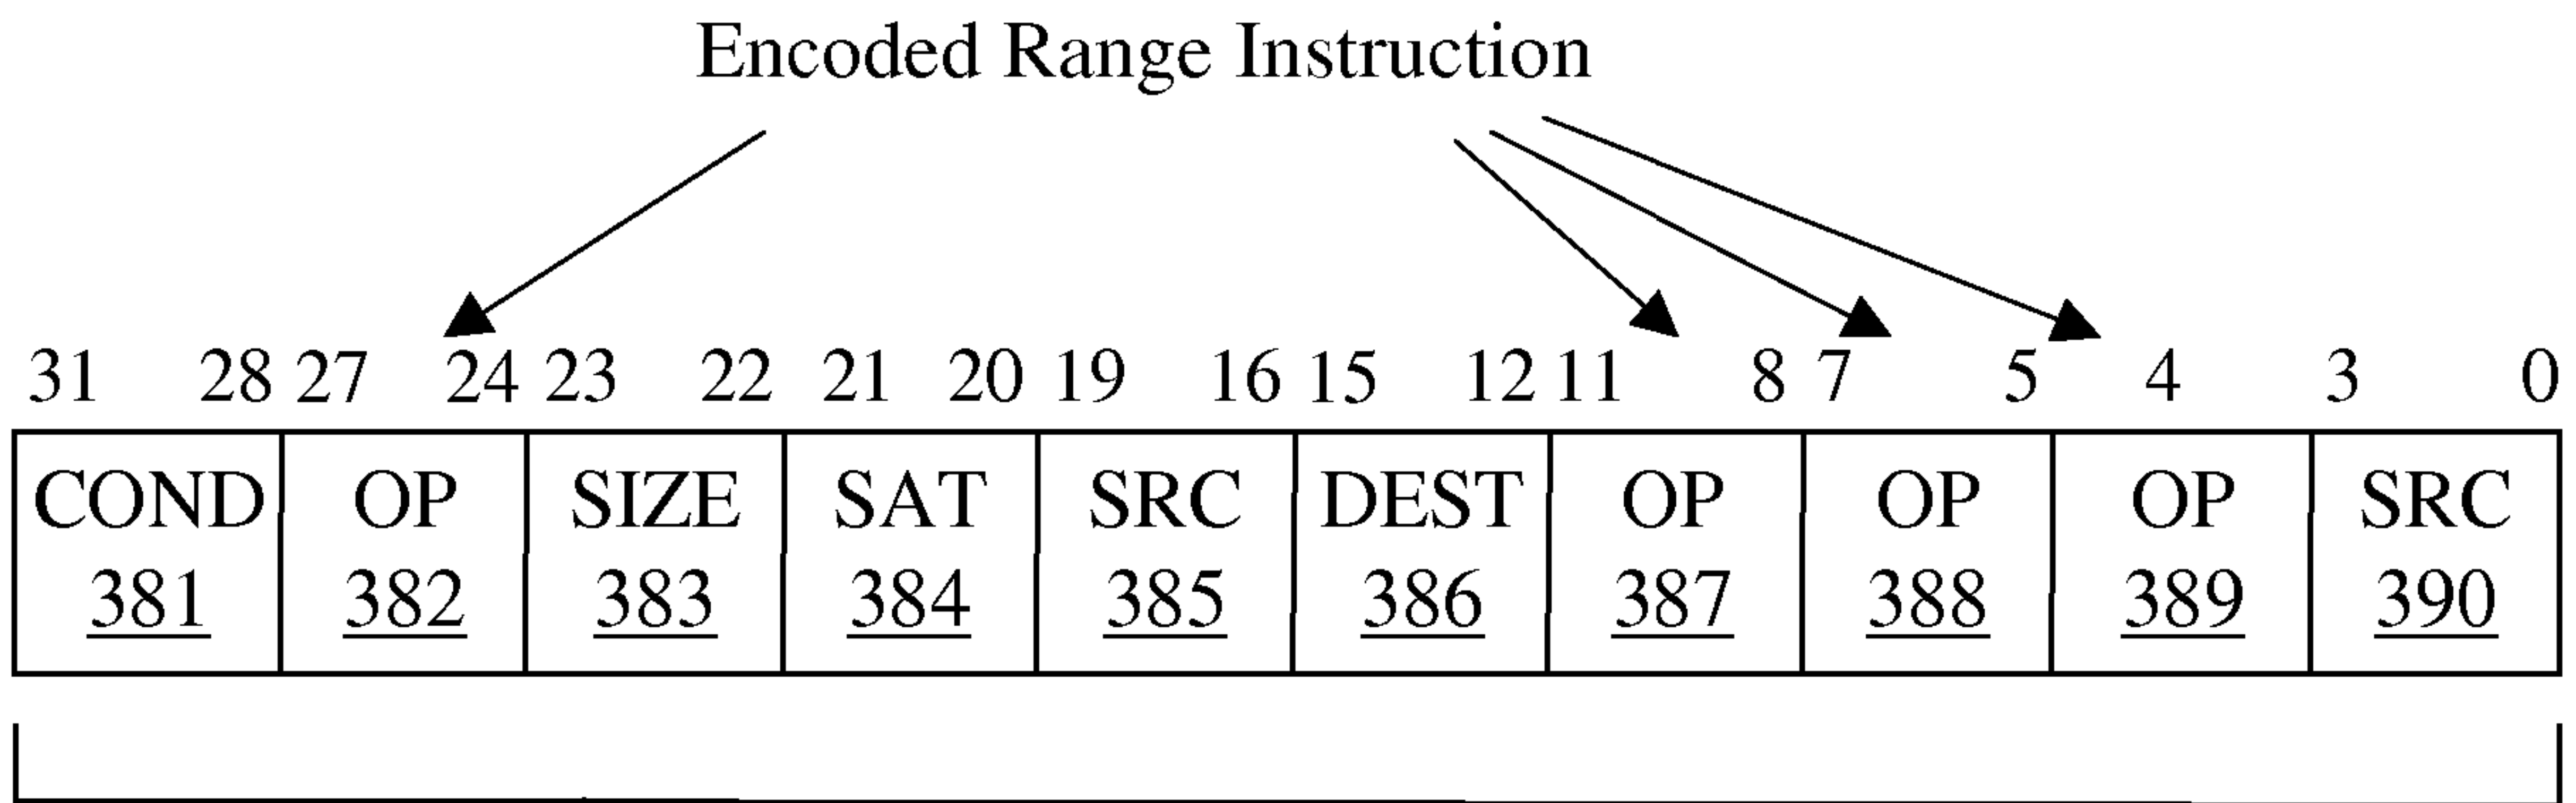 Encoded Range Instruction
31 28 27 24 23 22 21 20 19 16 15 12 11 8 7 5 4 3 0
COND OP SIZE SAT SRC DEST OP OP OP SRC
381 382 383 384 385 386 387 388 389 390